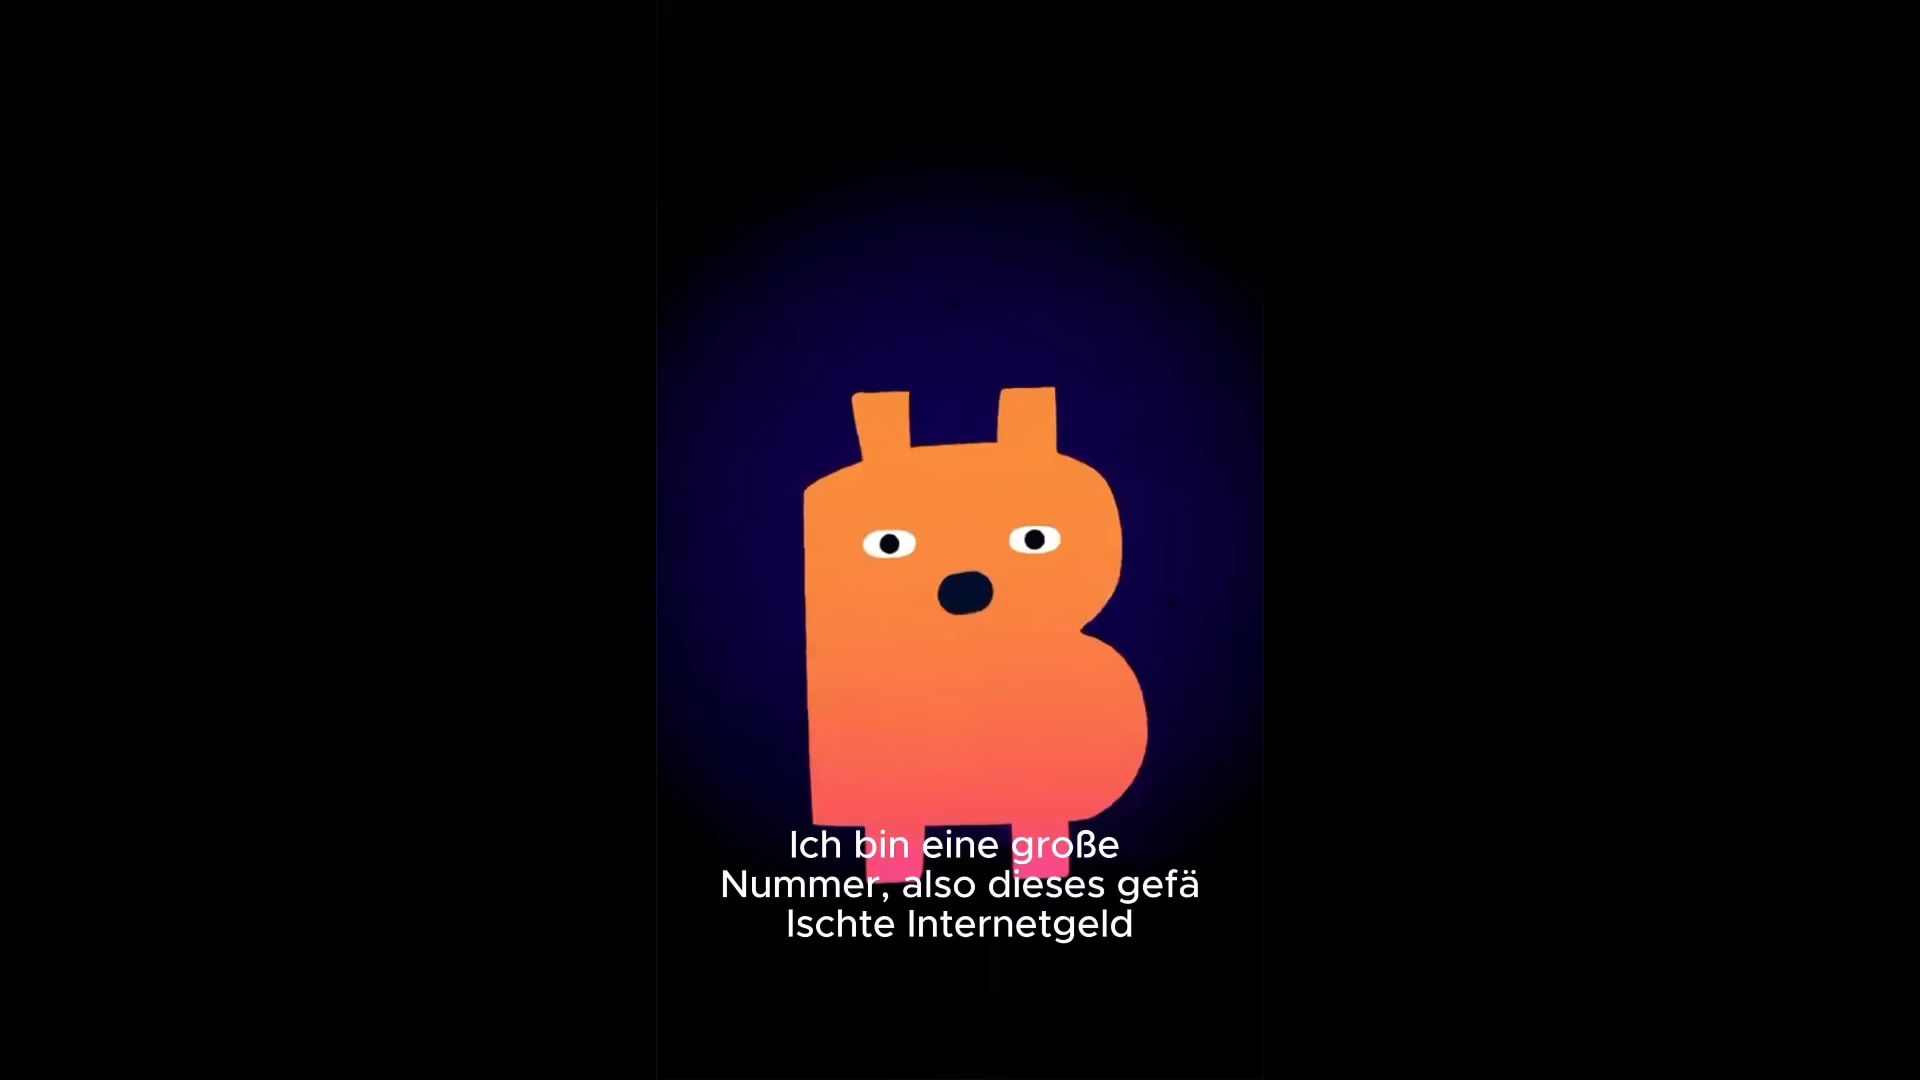 Ich bin eine große
Nummer, also dieses gefä
lschte Internetgeld